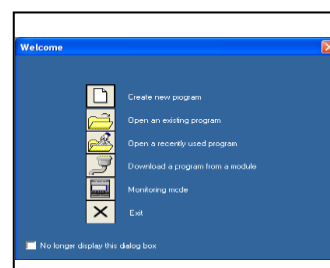 Welcome
Create new program
Open an existing program
Open a recently used program
Download a program from a module
Monitoring mode
Exit
No longer display this dialog box